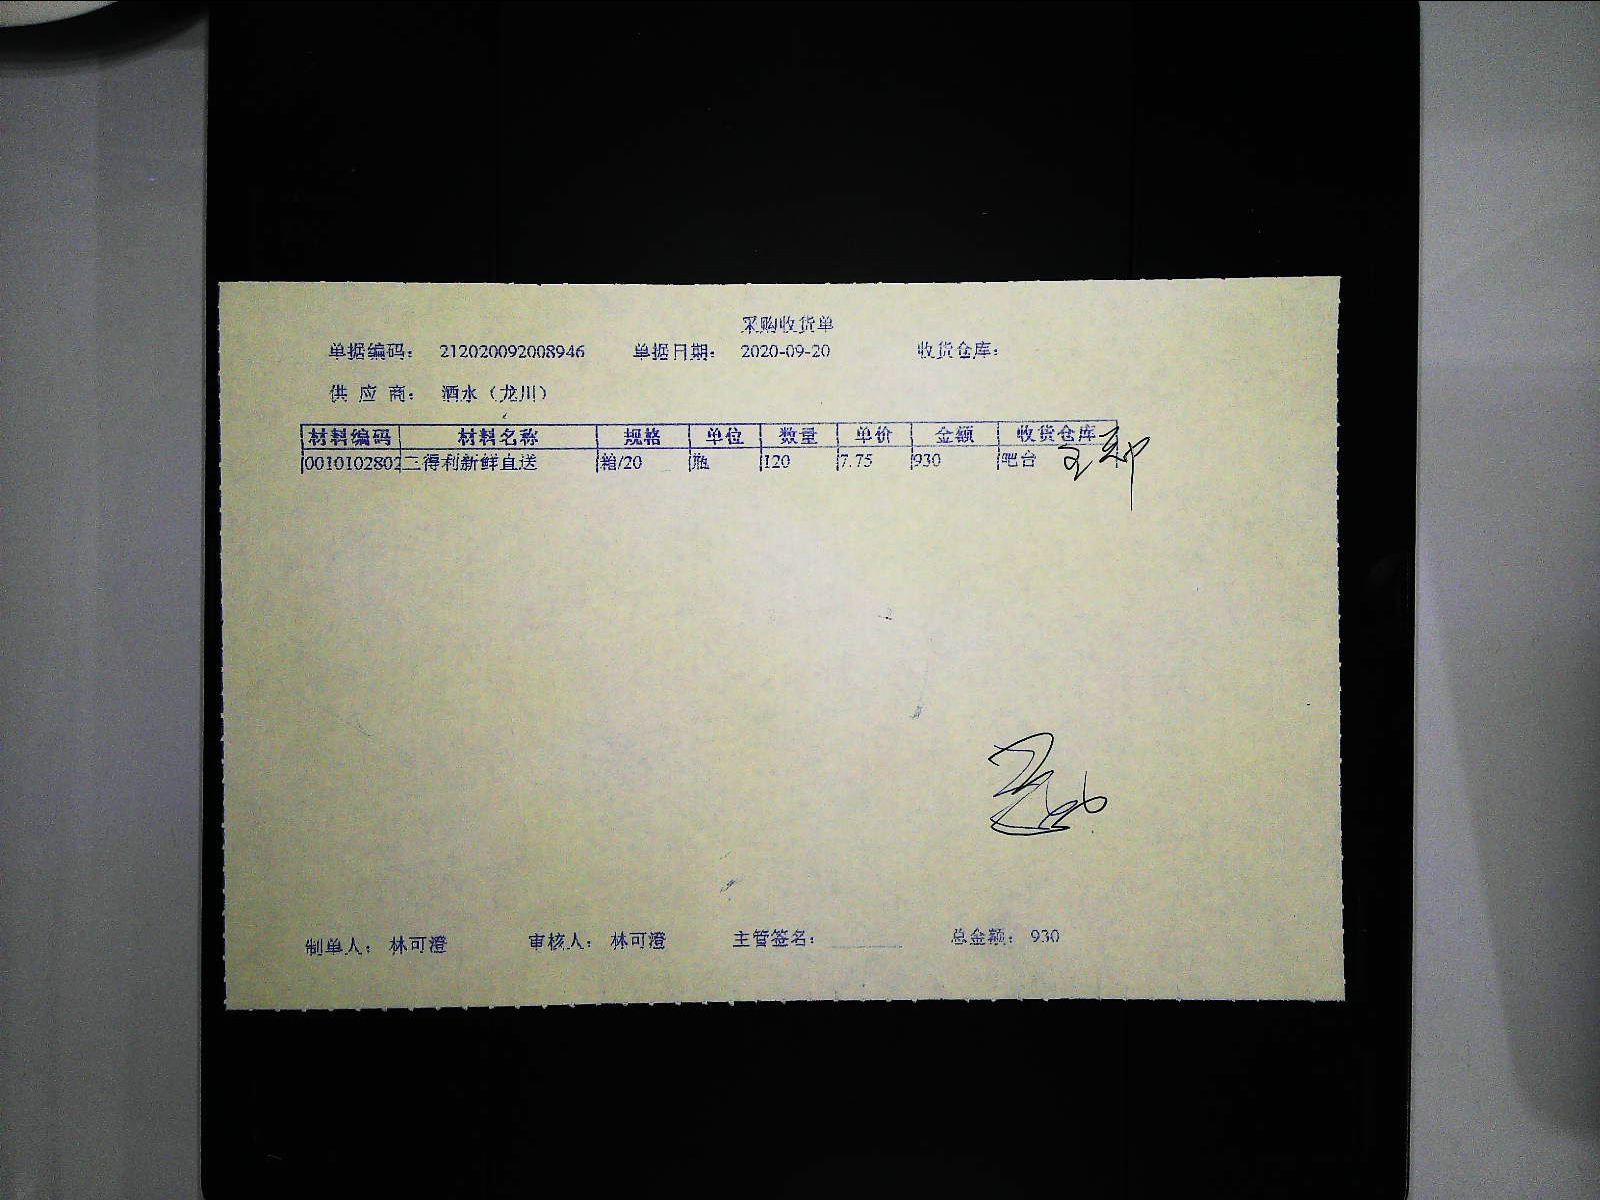 采购收货单
单据编码： 212020092008946 单据日期： 2020-09-20 收货仓库：
供 应 商： 酒水（龙川）
材料编码 材料名称 规格 单位 数量 单价 金额 收货仓库
0010102802 三得利新鲜直送 箱/20 瓶 120 7.75 930 吧台
制单人： 林可澄 审核人： 林可澄 主管签名： 总金额： 930